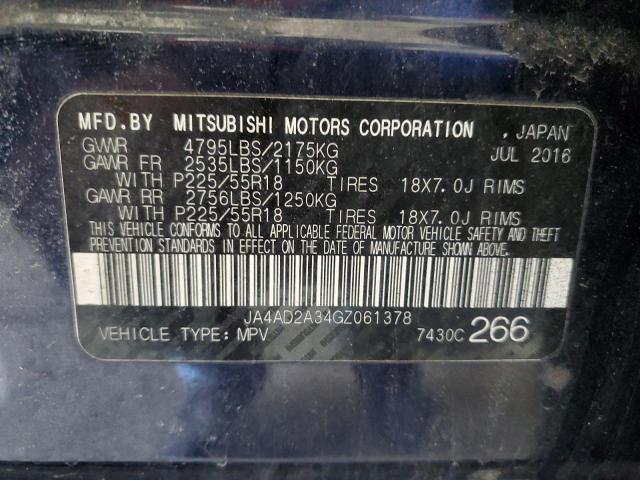 MFD.BY MITSUBISHI MOTORS CORPORATION , JAPAN
GVWR 4795LBS/2175KG JUL 2016
GAWR FR 2535LBS/1150KG
WITH P225/55R18 TIRES 18X7.0J RIMS
GAWR RR 2756LBS/1250KG
WITH P225/55R18 TIRES 18X7.0J RIMS
THIS VEHICLE CONFORMS TO ALL APPLICABLE FEDERAL MOTOR VEHICLE SAFETY AND THEFT
PREVENTION STANDARDS IN EFFECT ON THE DATE OF MANUFACTURE SHOWN ABOVE.
JA4AD2A34GZ061378
VEHICLE TYPE: MPV 7430C 266